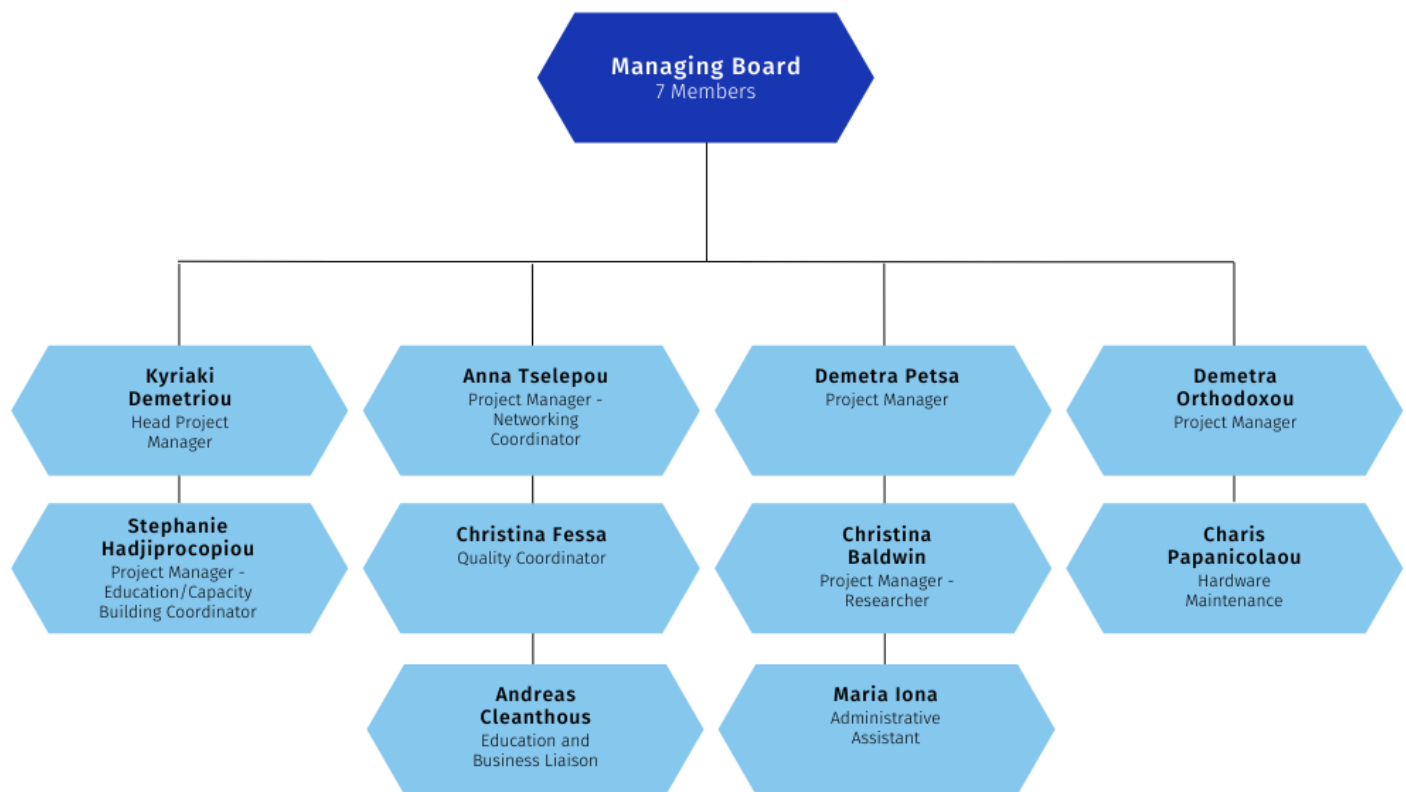 Managing Board
7 Members
Kyriaki
Demetriou
Head Project
Manager
Anna Tselepou
Project Manager -
Networking
Coordinator
Demetra Petsa
Project Manager
Demetra
Orthodoxou
Project Manager
Stephanie
Hadjiprocopiou
Project Manager -
Education/Capacity
Building Coordinator
Christina Fessa
Quality Coordinator
Christina
Baldwin
Project Manager -
Researcher
Charis
Papanicolaou
Hardware
Maintenance
Andreas
Cleanthous
Education and
Business Liaison
Maria Iona
Administrative
Assistant